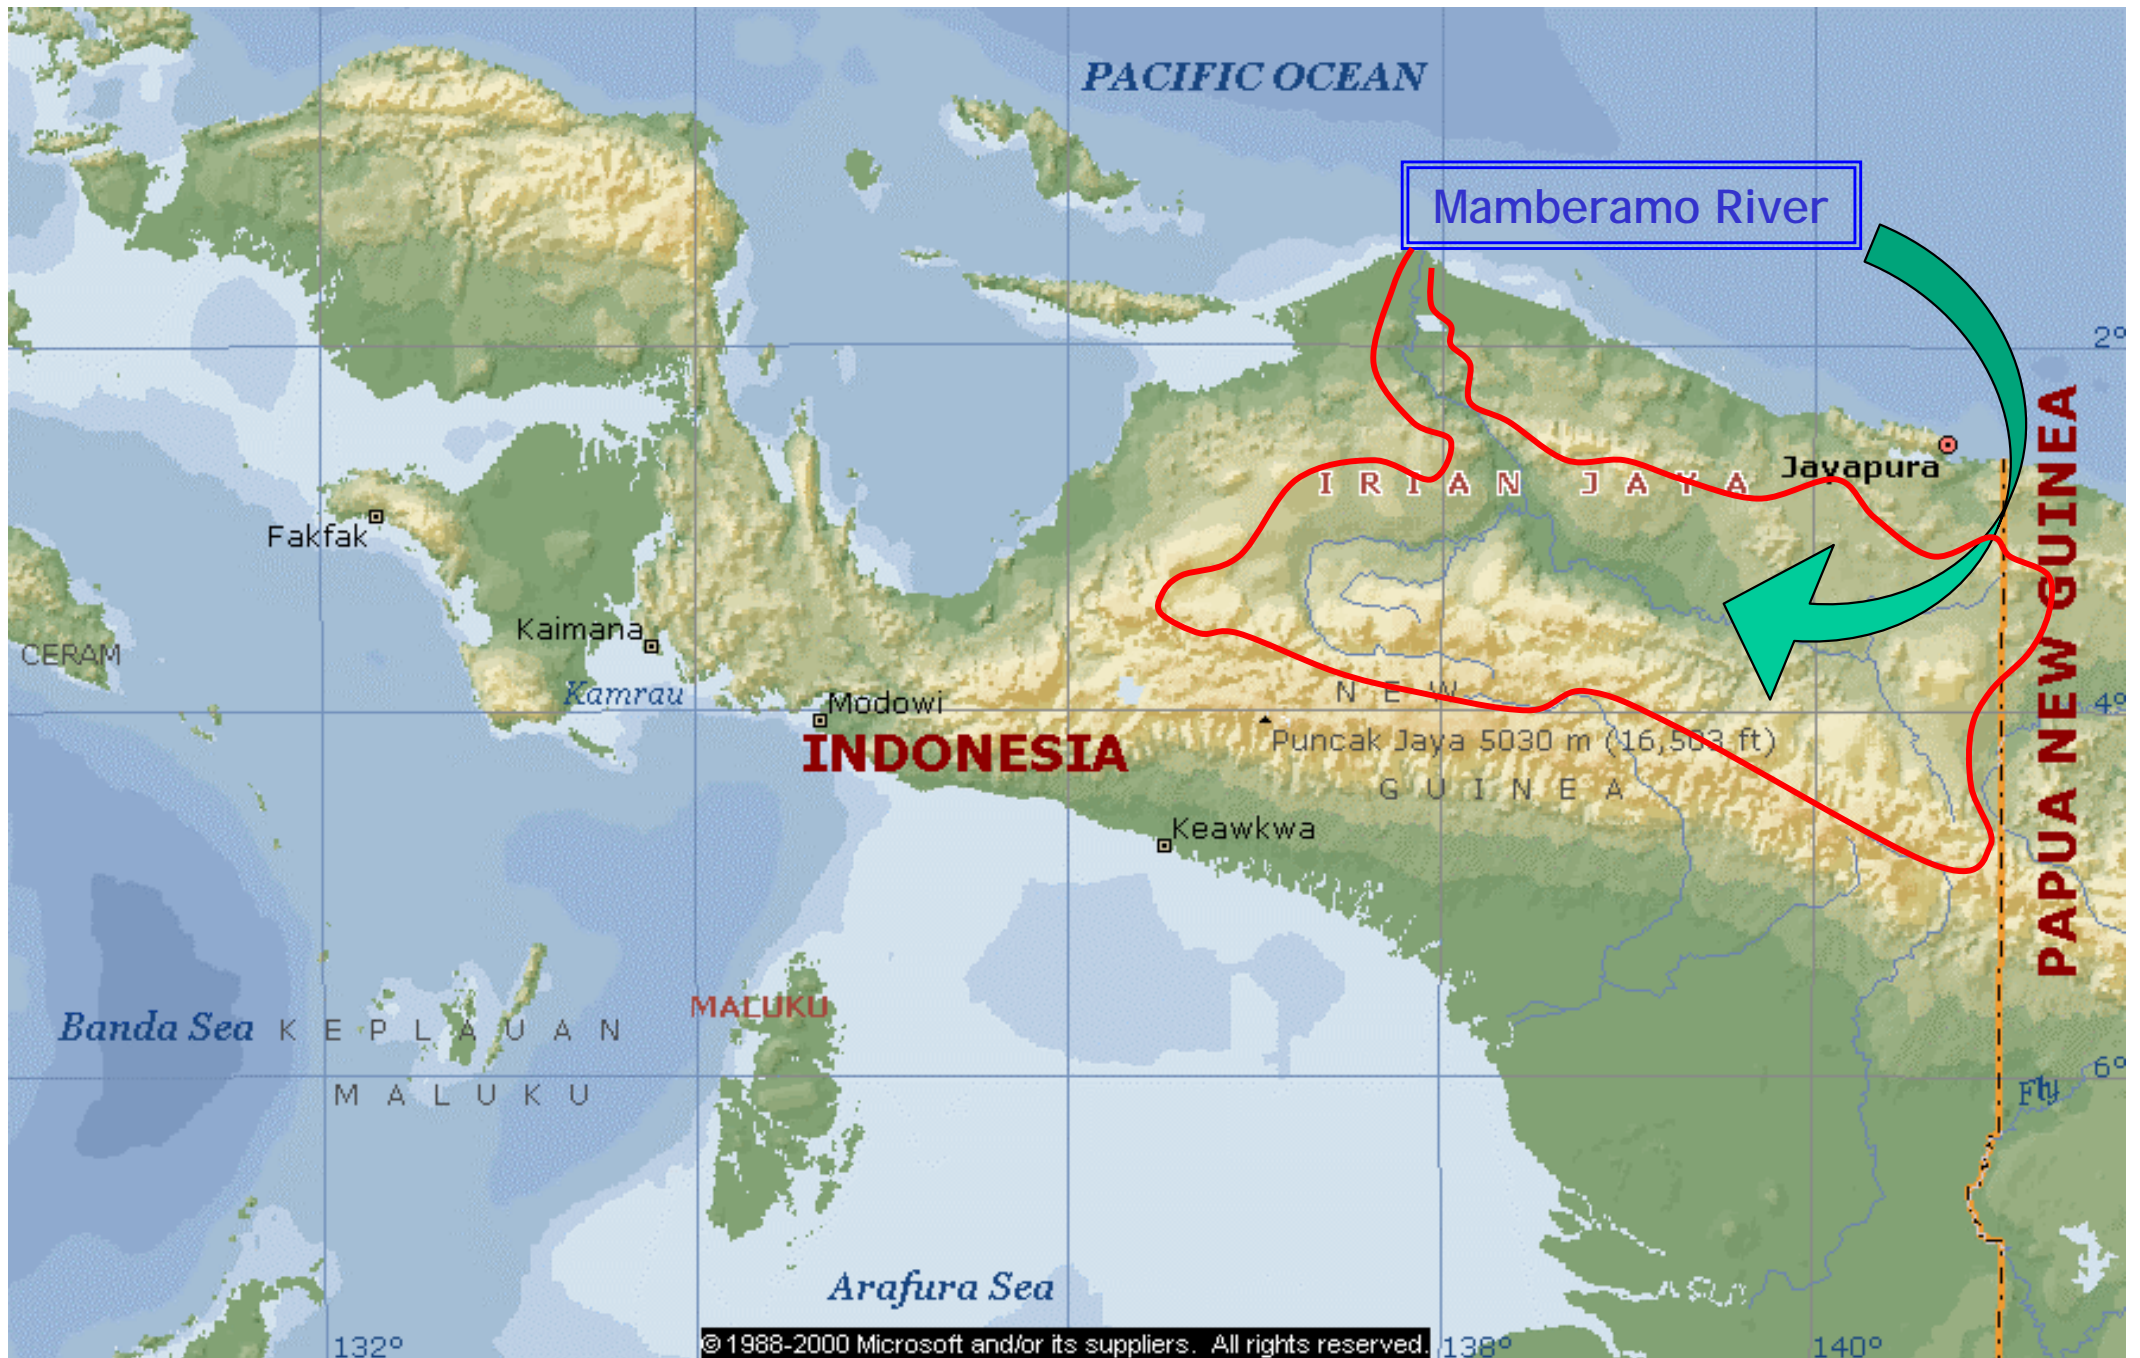 PACIFIC OCEAN
Mamberamo River
2°
PAPUA NEW GUINEA
Jayapura
IRIAN JAYA
Fakfak
Kaimana
CERAM
Kamrau
NEW
4°
Modowi
INDONESIA
Puncak Jaya 5030 m (16,503 ft)
GUINEA
Keawkwa
MALUKU
Banda Sea
KEPLAUAN
MALUKU
6°
Fly
Arafura Sea
132°
© 1988-2000 Microsoft and/or its suppliers. All rights reserved.
138°
140°